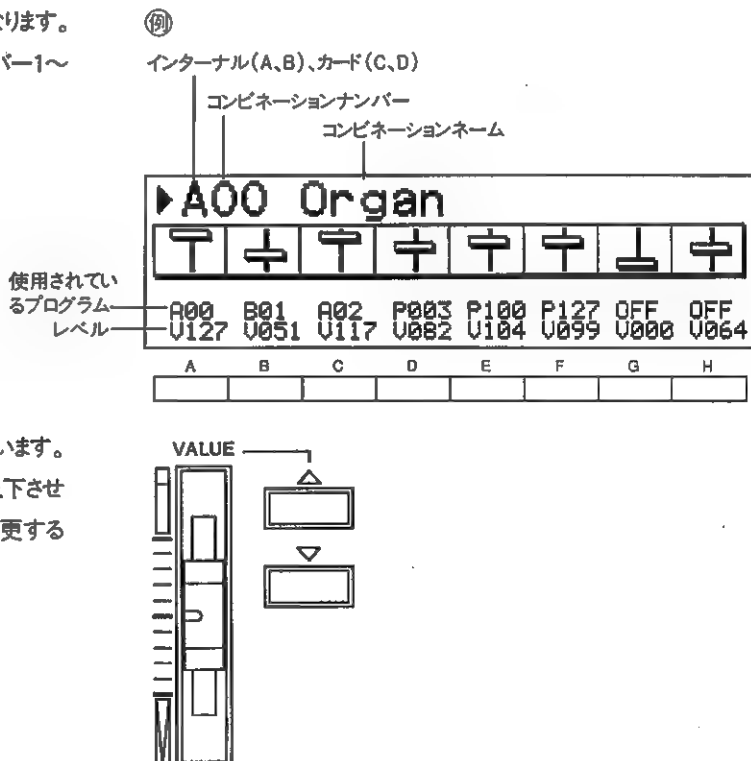 ります。
バー1〜
例
インターナル(A、B)、カード(C、D)
コンビネーションナンバー
コンビネーションネーム
▶A00 Organ
使用されてい
るプログラム
レベル
A00 B01 A02 P003 P100 P127 OFF OFF
V127 V051 V117 V082 V104 V099 V000 V064
A B C D E F G H
います。
下させ
更する
VALUE